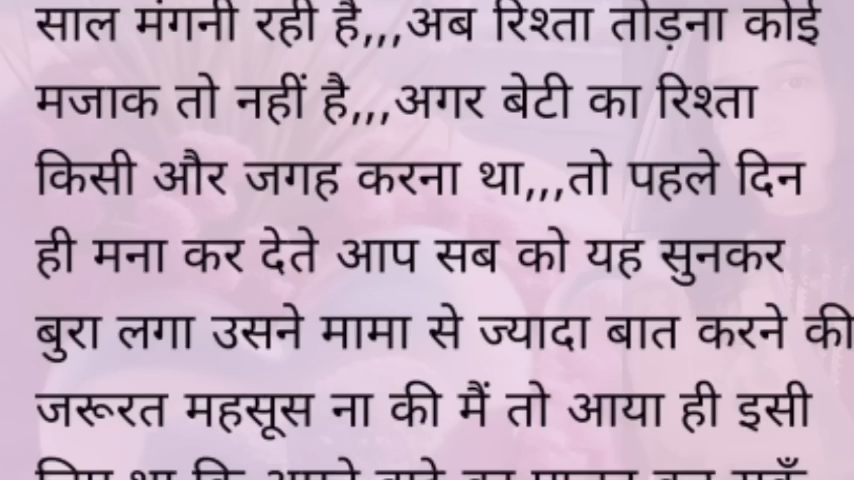 साल मंगनी रही है,,,अब रिश्ता तोड़ना कोई
मजाक तो नहीं है,,,अगर बेटी का रिश्ता
किसी और जगह करना था,,,तो पहले दिन
ही मना कर देते आप सब को यह सुनकर
बुरा लगा उसने मामा से ज्यादा बात करने की
जरूरत महसूस ना की मैं तो आया ही इसी